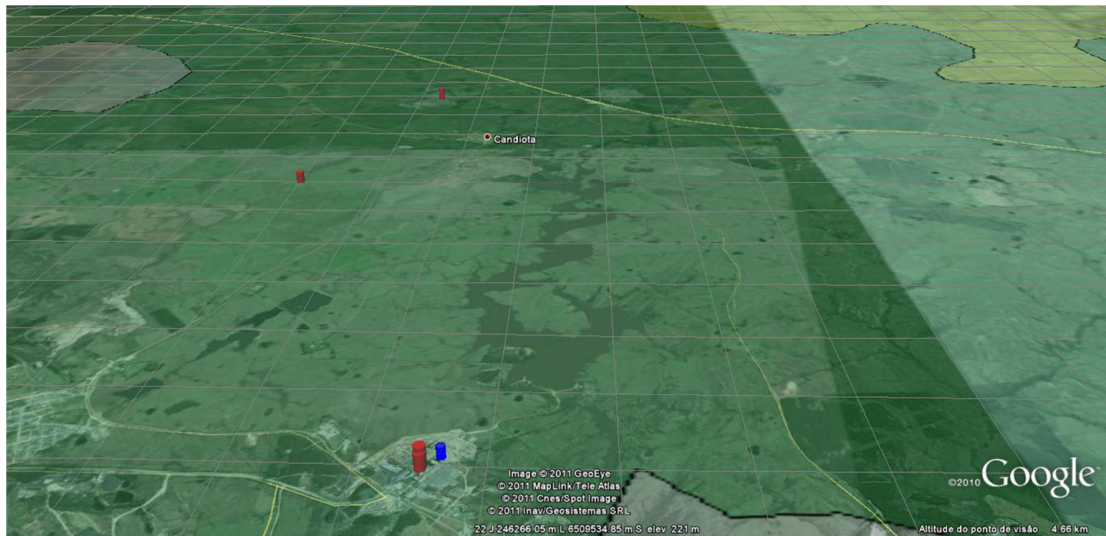 Candiota
Image © 2011 GeoEye
© 2011 MapLink/Tele Atlas
© 2011 Cnes/Spot Image
© 2011 Inav/Geosistemas SRL
©2010 Google
22 J 246266.05 m L 6509534.85 m S elev 221 m
Altitude do ponto de visão 4.66 km